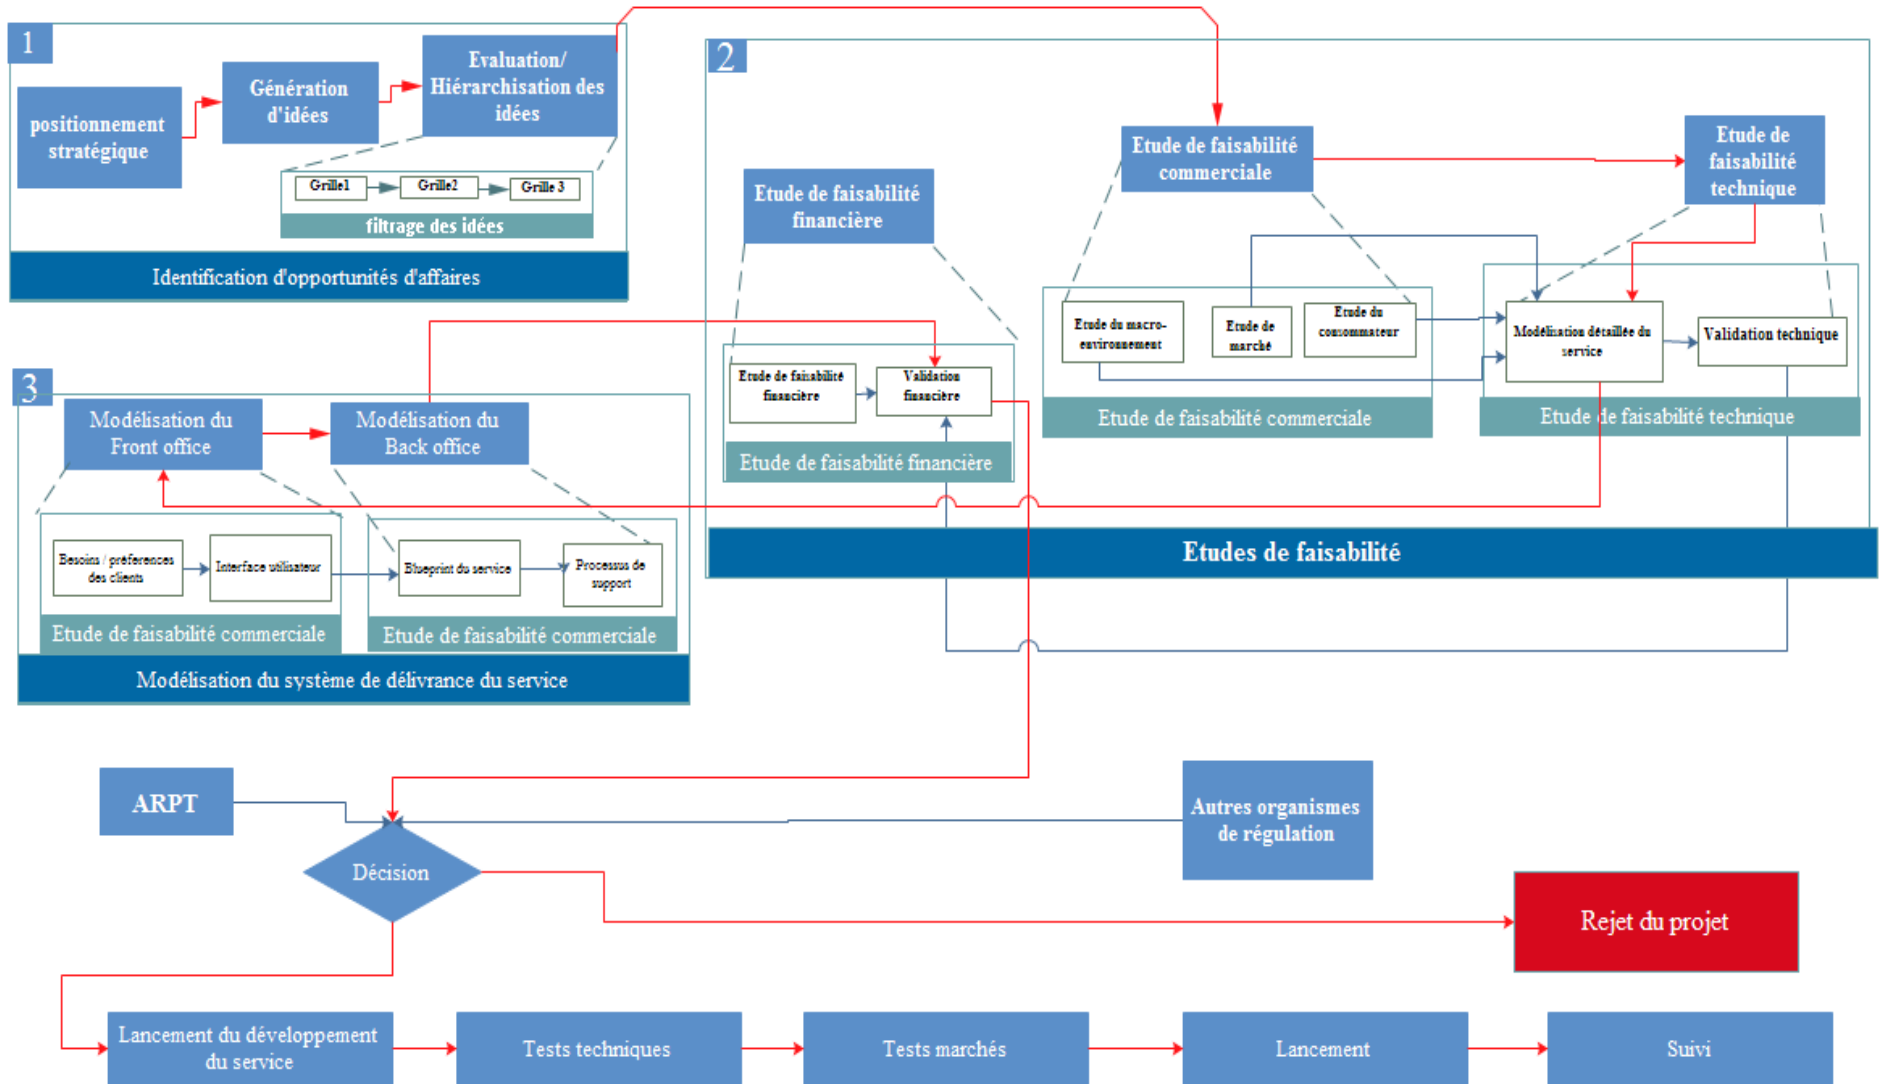 1
positionnement
stratégique
Génération
d'idées
Evaluation/
Hiérarchisation des
idées
Grille1
Grille2
Grille 3
filtrage des idées
Identification d'opportunités d'affaires
2
Etude de faisabilité
financière
Etude de faisabilité
commerciale
Etude de
faisabilité
technique
Etude de faisabilité
financière
Validation
financière
Etude de faisabilité financière
Etude du macro-
environnement
Etude de
marché
Etude du
consommateur
Etude de faisabilité commerciale
Modélisation détaillée du
service
Validation technique
Etude de faisabilité technique
Etudes de faisabilité
3
Modélisation du
Front office
Modélisation du
Back office
Besoins / préferences
des clients
Interface utilisateur
Blueprint du service
Processus de
support
Etude de faisabilité commerciale
Etude de faisabilité commerciale
Modélisation du système de délivrance du service
ARPT
Autres organismes
de régulation
Décision
Rejet du projet
Lancement du développement
du service
Tests techniques
Tests marchés
Lancement
Suivi